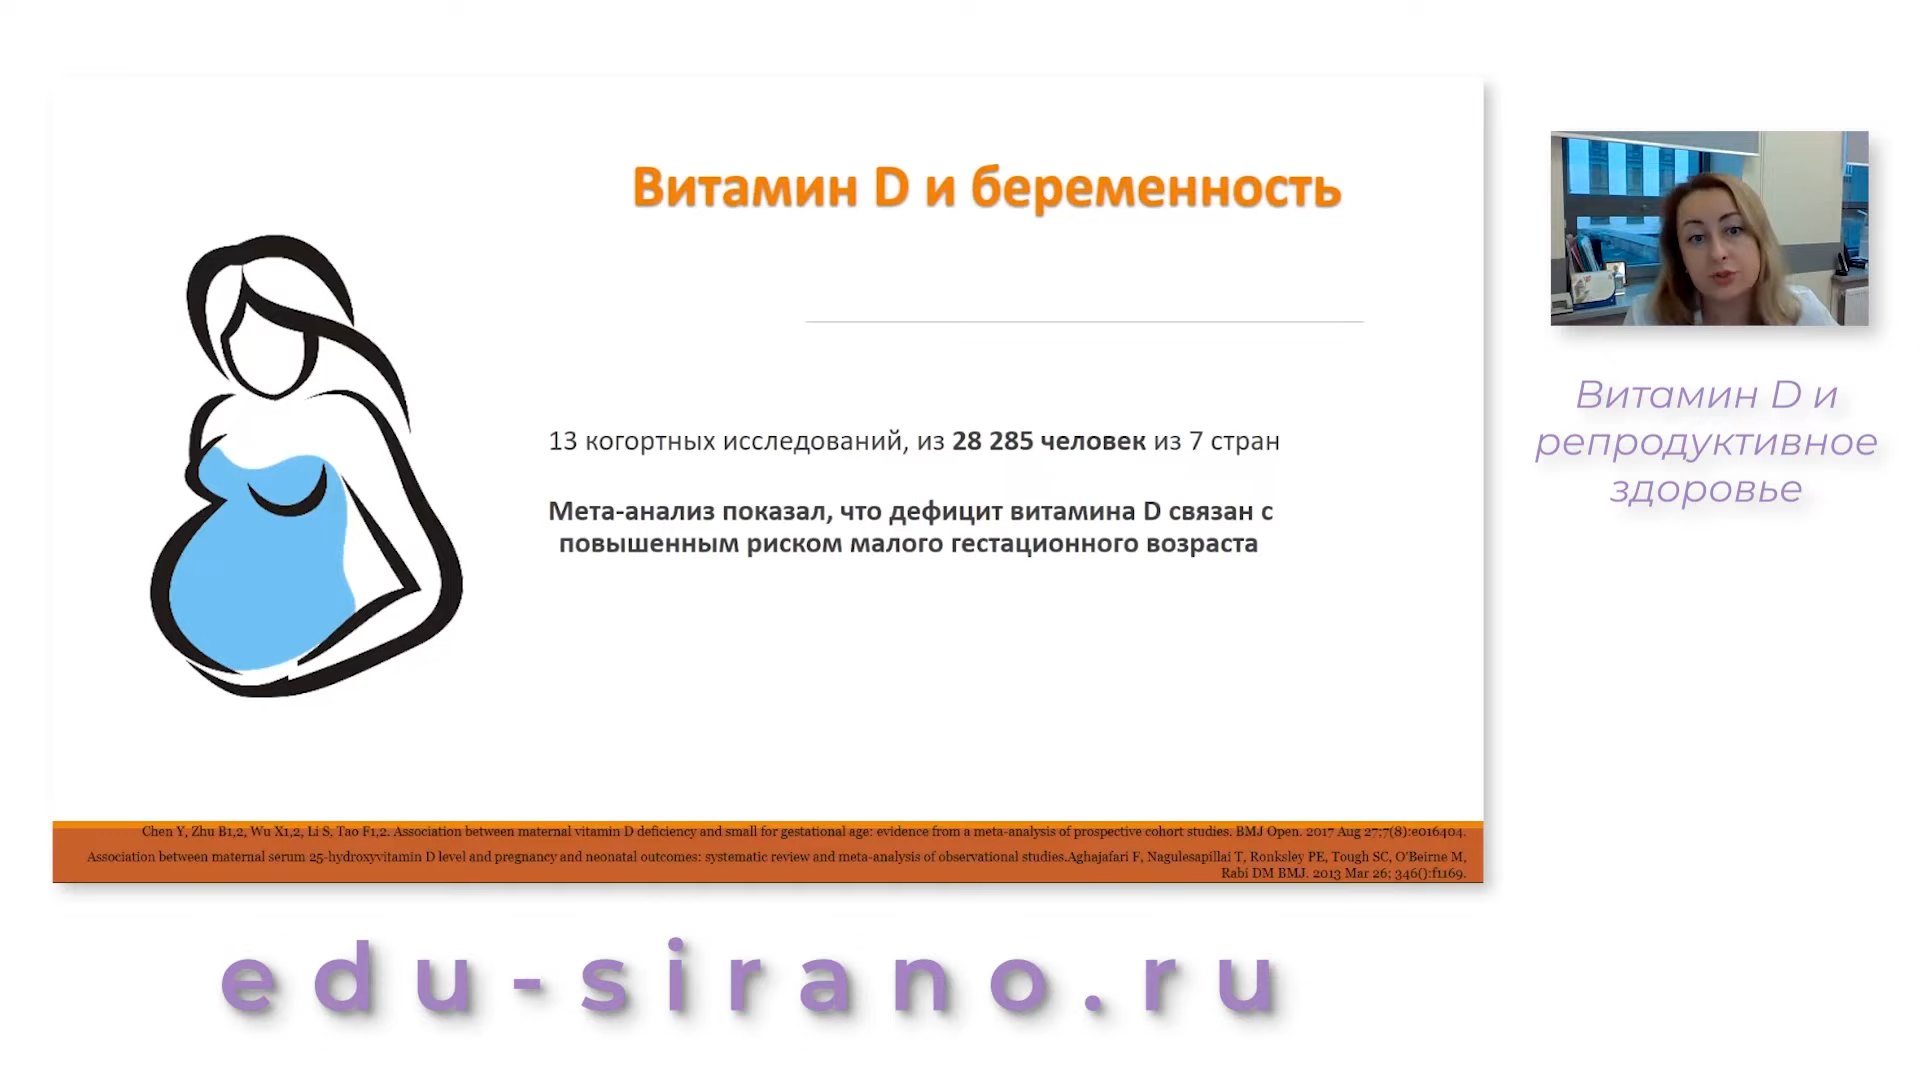 Витамин D и беременность
13 когортных исследований, из 28 285 человек из 7 стран
Мета-анализ показал, что дефицит витамина D связан с
повышенным риском малого гестационного возраста
Chen Y, Zhu B1,2, Wu X1,2, Li S, Tao F1,2. Association between maternal vitamin D deficiency and small for gestational age: evidence from a meta-analysis of prospective cohort studies. BMJ Open. 2017 Aug 27;7(8):e016404.
Association between maternal serum 25-hydroxyvitamin D level and pregnancy and neonatal outcomes: systematic review and meta-analysis of observational studies.Aghajafari F, Nagulesapillai T, Ronksley PE, Tough SC, O'Beirne M,
Rabi DM BMJ. 2013 Mar 26; 346():f1169.
Витамин D и
репродуктивное
здоровье
edu-sirano.ru